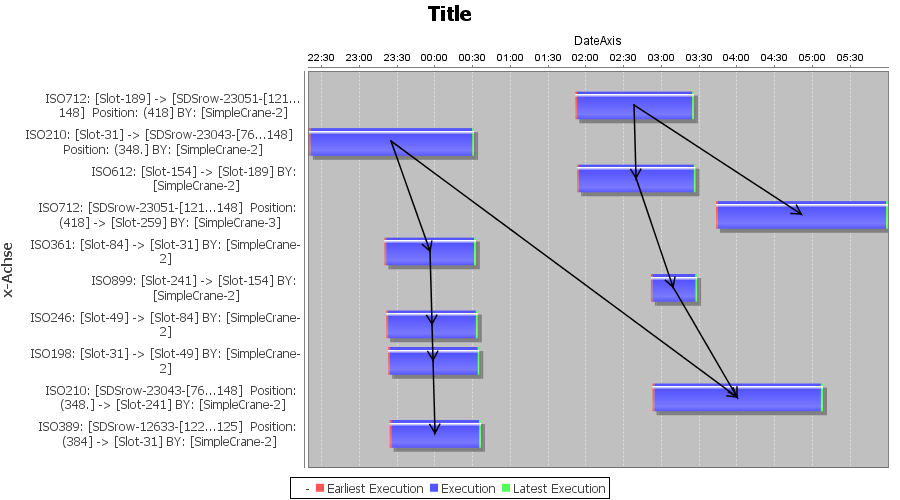 Title
DateAxis
22:30 23:00 23:30 00:00 00:30 01:00 01:30 02:00 02:30 03:00 03:30 04:00 04:30 05:00 05:30
x-Achse
ISO712: [Slot-189] -> [SDSrow-23051-[121...
148]  Position: (418] BY: [SimpleCrane-2]
ISO210: [Slot-31] -> [SDSrow-23043-[76...148]
Position: (348.] BY: [SimpleCrane-2]
ISO612: [Slot-154] -> [Slot-189] BY:
[SimpleCrane-2]
ISO712: [SDSrow-23051-[121...148]  Position:
(418] -> [Slot-259] BY: [SimpleCrane-3]
ISO361: [Slot-84] -> [Slot-31] BY: [SimpleCrane-
2]
ISO899: [Slot-241] -> [Slot-154] BY:
[SimpleCrane-2]
ISO246: [Slot-49] -> [Slot-84] BY: [SimpleCrane-
2]
ISO198: [Slot-31] -> [Slot-49] BY: [SimpleCrane-
2]
ISO210: [SDSrow-23043-[76...148]  Position:
(348.] -> [Slot-241] BY: [SimpleCrane-2]
ISO389: [SDSrow-12633-[122...125]  Position:
(384] -> [Slot-31] BY: [SimpleCrane-2]
- Earliest Execution Execution Latest Execution